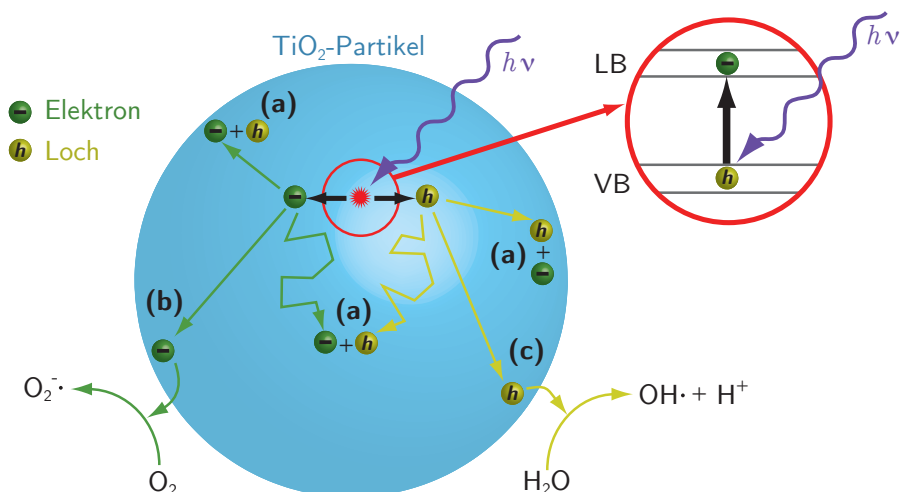 TiO₂-Partikel
hν
hν
LB
VB
h
− Elektron
h Loch
(a)
− + h
−
h
h
(a) +
−
(a)
− + h
(b)
−
(c)
h
O₂⁻·
O₂
OH· + H⁺
H₂O
−